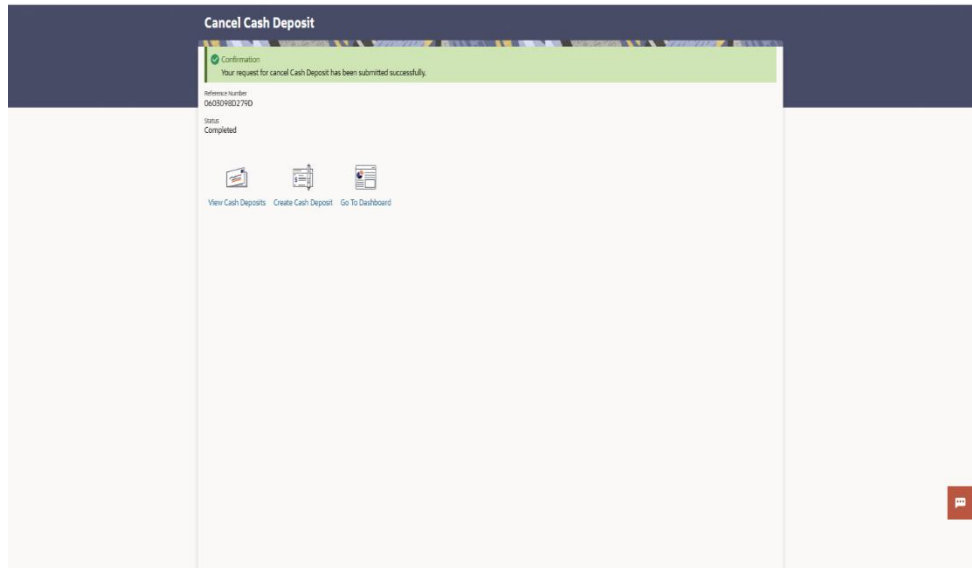 Cancel Cash Deposit
Confirmation
Your request for cancel Cash Deposit has been submitted successfully.
Reference Number
0603098D279D
Status
Completed
View Cash Deposits Create Cash Deposit Go To Dashboard